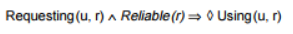 Requesting(u, r) ∧ Reliable(r) ⇒ ◊ Using(u, r)